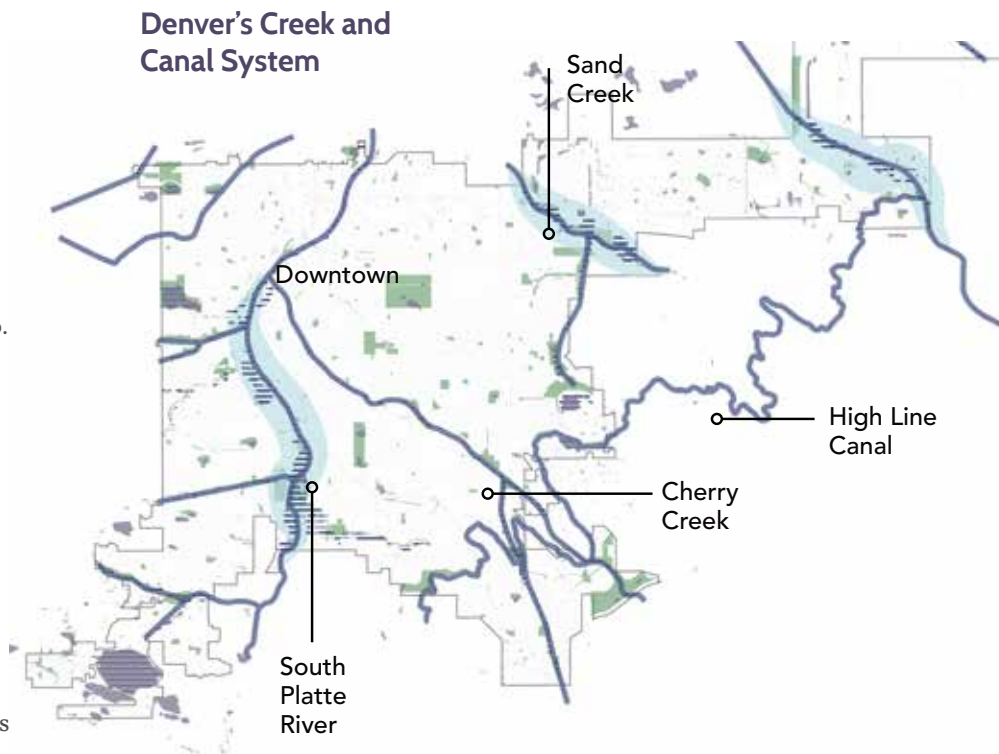 Denver's Creek and
Canal System
Sand
Creek
Downtown
High Line
Canal
Cherry
Creek
South
Platte
River